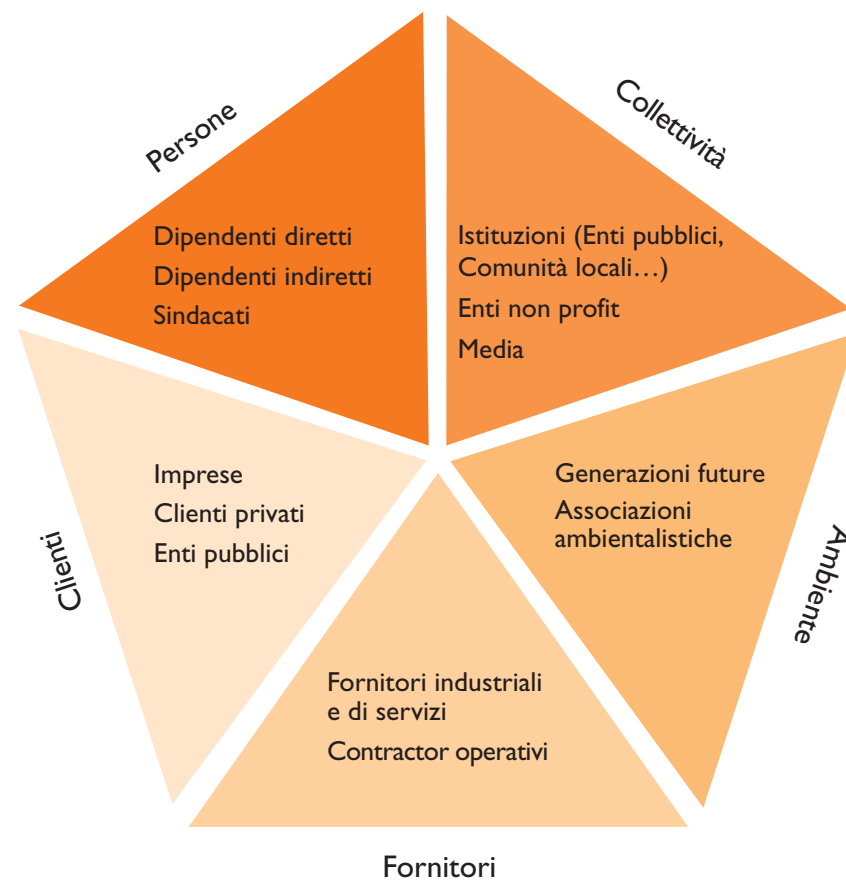 Persone
Dipendenti diretti
Dipendenti indiretti
Sindacati
Collettività
Istituzioni (Enti pubblici,
Comunità locali…)
Enti non profit
Media
Clienti
Imprese
Clienti privati
Enti pubblici
Generazioni future
Associazioni
ambientalistiche
Ambiente
Fornitori industriali
e di servizi
Contractor operativi
Fornitori